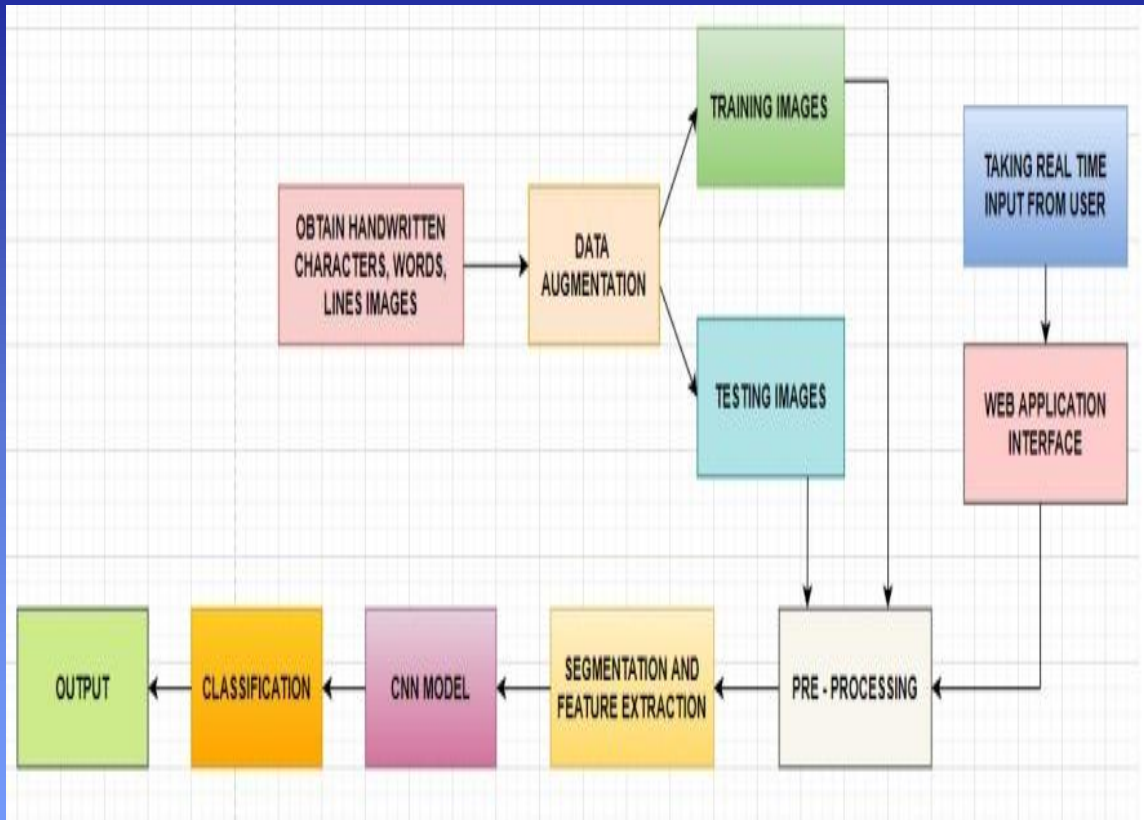 TRAINING IMAGES
TAKING REAL TIME
INPUT FROM USER
OBTAIN HANDWRITTEN
CHARACTERS, WORDS,
LINES IMAGES
DATA
AUGMENTATION
TESTING IMAGES
WEB APPLICATION
INTERFACE
OUTPUT
CLASSIFICATION
CNN MODEL
SEGMENTATION AND
FEATURE EXTRACTION
PRE - PROCESSING